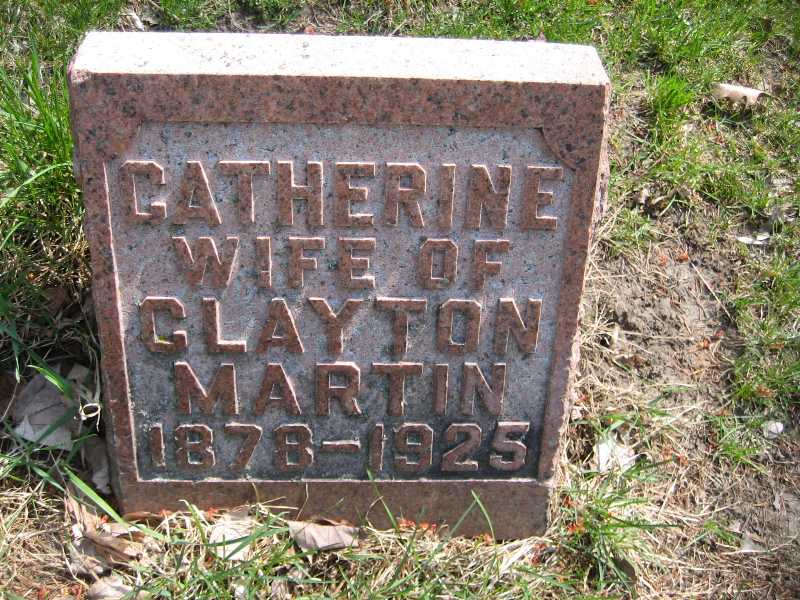 CATHERINE
WIFE OF
CLAYTON
MARTIN
1878-1925